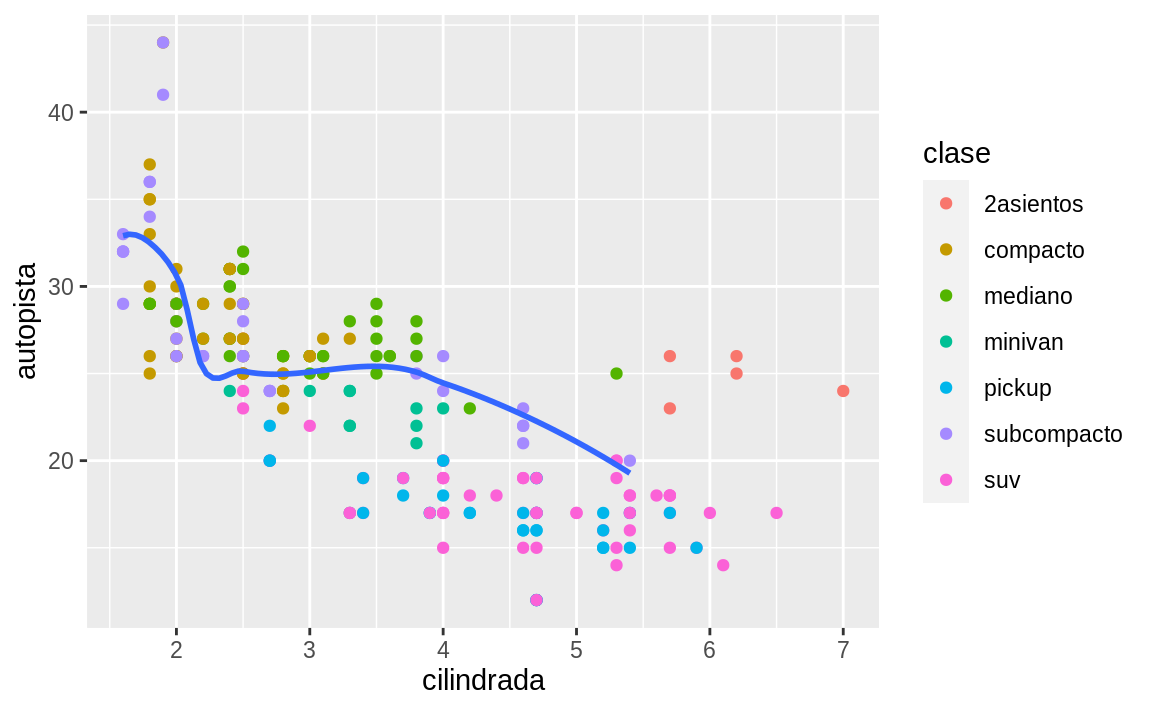 40
30
20
autopista
2 3 4 5 6 7
cilindrada
clase
2asientos
compacto
mediano
minivan
pickup
subcompacto
suv